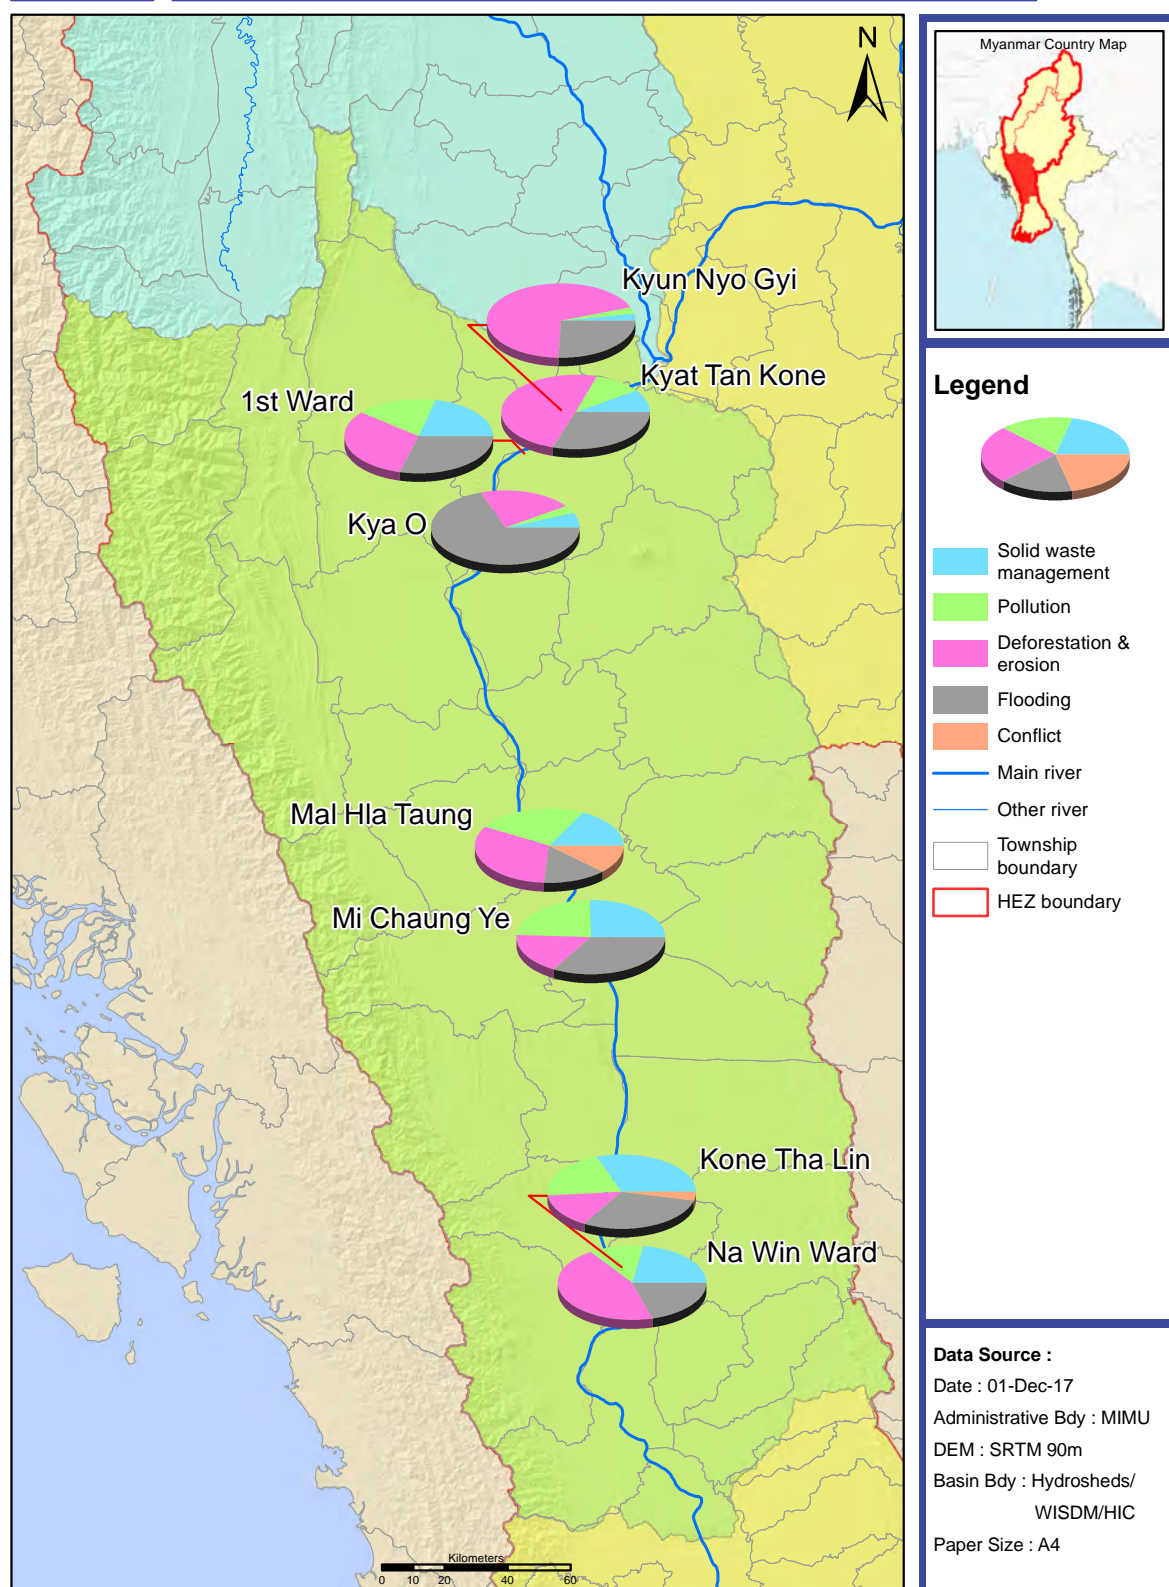 N
Kyun Nyo Gyi
Kyat Tan Kone
1st Ward
Kya O
Mal Hla Taung
Mi Chaung Ye
Kone Tha Lin
Na Win Ward
Kilometers
0 10 20 40 60
Myanmar Country Map
Legend
Solid waste
management
Pollution
Deforestation &
erosion
Flooding
Conflict
Main river
Other river
Township
boundary
HEZ boundary
Data Source :
Date : 01-Dec-17
Administrative Bdy : MIMU
DEM : SRTM 90m
Basin Bdy : Hydrosheds/
WISDM/HIC
Paper Size : A4